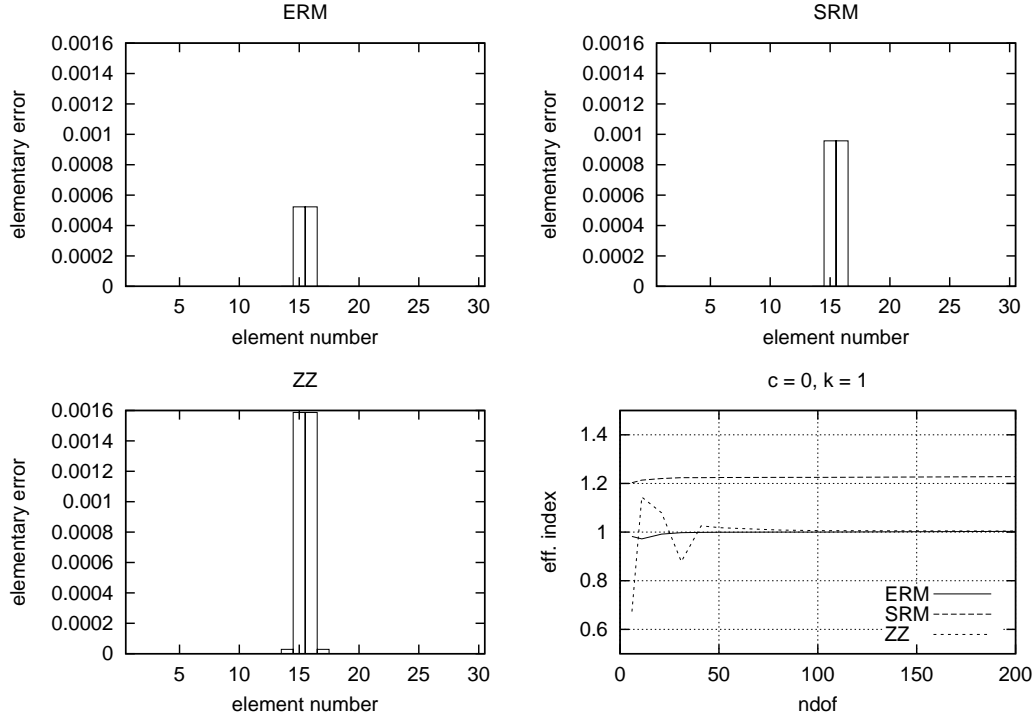 ERM
0.0016
0.0014
0.0012
0.001
0.0008
0.0006
0.0004
0.0002
0
elementary error
5 10 15 20 25 30
element number
SRM
0.0016
0.0014
0.0012
0.001
0.0008
0.0006
0.0004
0.0002
0
elementary error
5 10 15 20 25 30
element number
ZZ
0.0016
0.0014
0.0012
0.001
0.0008
0.0006
0.0004
0.0002
0
elementary error
5 10 15 20 25 30
element number
c = 0, k = 1
1.4
1.2
1
0.8
0.6
eff. index
ERM
SRM
ZZ
0 50 100 150 200
ndof